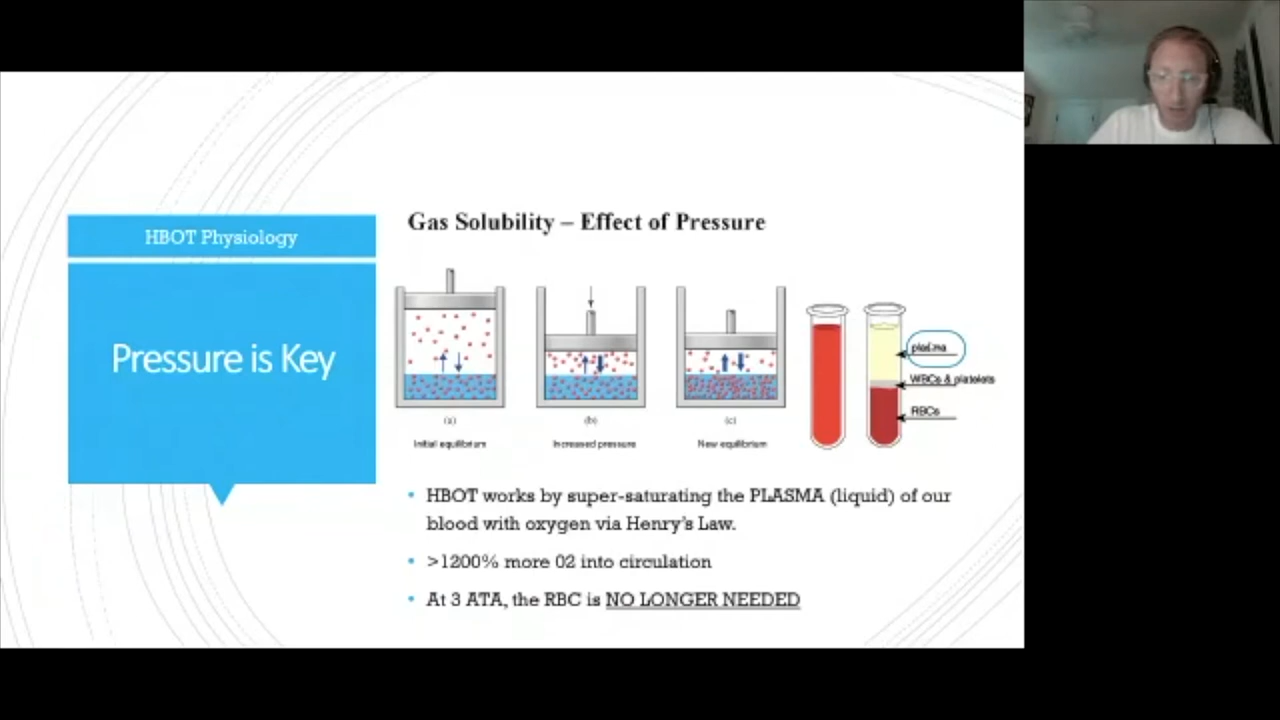 HBOT Physiology
Pressure is Key
Gas Solubility – Effect of Pressure
(a)
Initial equilibrium
(b)
Increased pressure
(c)
New equilibrium
plasma
WBCs & platelets
RBCs
• HBOT works by super-saturating the PLASMA (liquid) of our
blood with oxygen via Henry's Law.
• >1200% more 02 into circulation
• At 3 ATA, the RBC is NO LONGER NEEDED